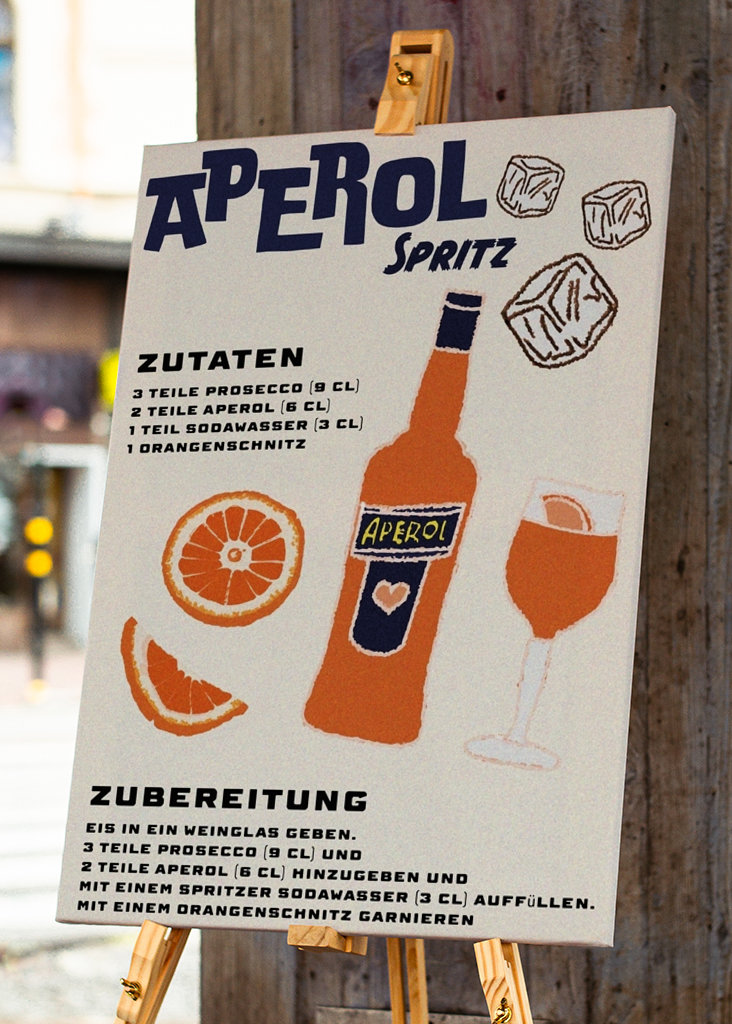 APEROL
SPRITZ
ZUTATEN
3 TEILE PROSECCO (9 CL)
2 TEILE APEROL (6 CL)
1 TEIL SODAWASSER (3 CL)
1 ORANGENSCHNITZ
APEROL
ZUBEREITUNG
EIS IN EIN WEINGLAS GEBEN.
3 TEILE PROSECCO (9 CL) UND
2 TEILE APEROL (6 CL) HINZUGEBEN UND
MIT EINEM SPRITZER SODAWASSER (3 CL) AUFFüLLEN.
MIT EINEM ORANGENSCHNITZ GARNIEREN